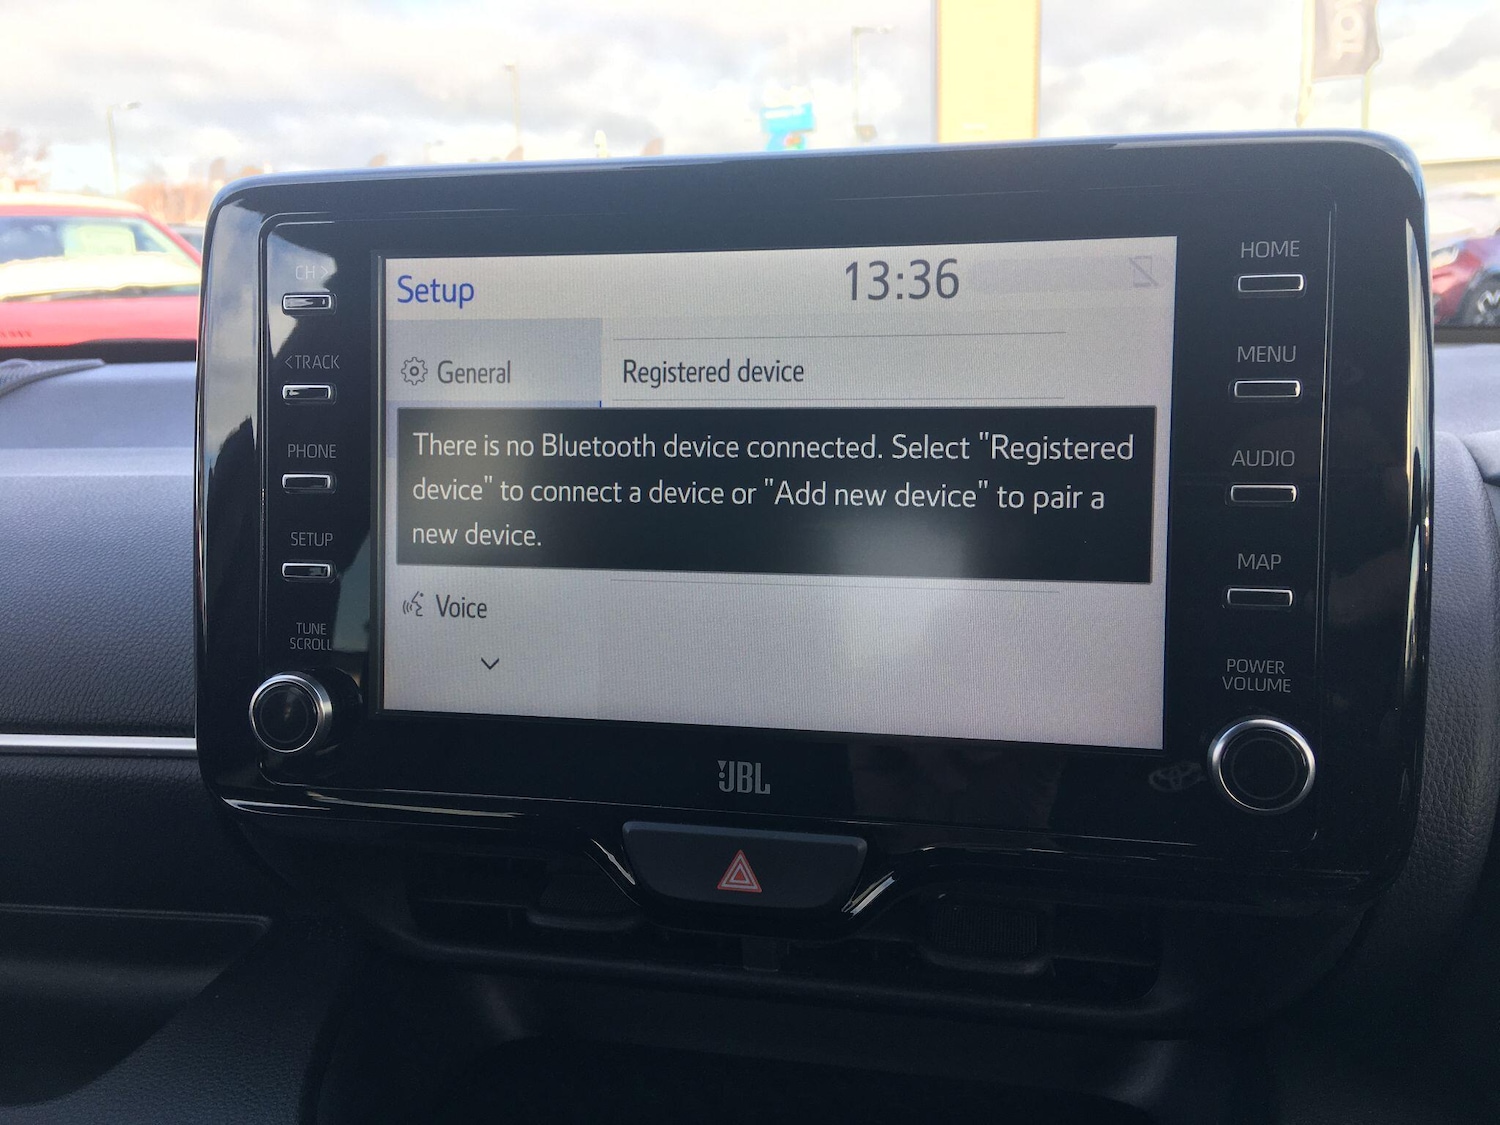 CH >
<TRACK
PHONE
SETUP
TUNE
SCROLL
Setup
13:36
General
Registered device
There is no Bluetooth device connected. Select "Registered
device" to connect a device or "Add new device" to pair a
new device.
Voice
HOME
MENU
AUDIO
MAP
POWER
VOLUME
JBL